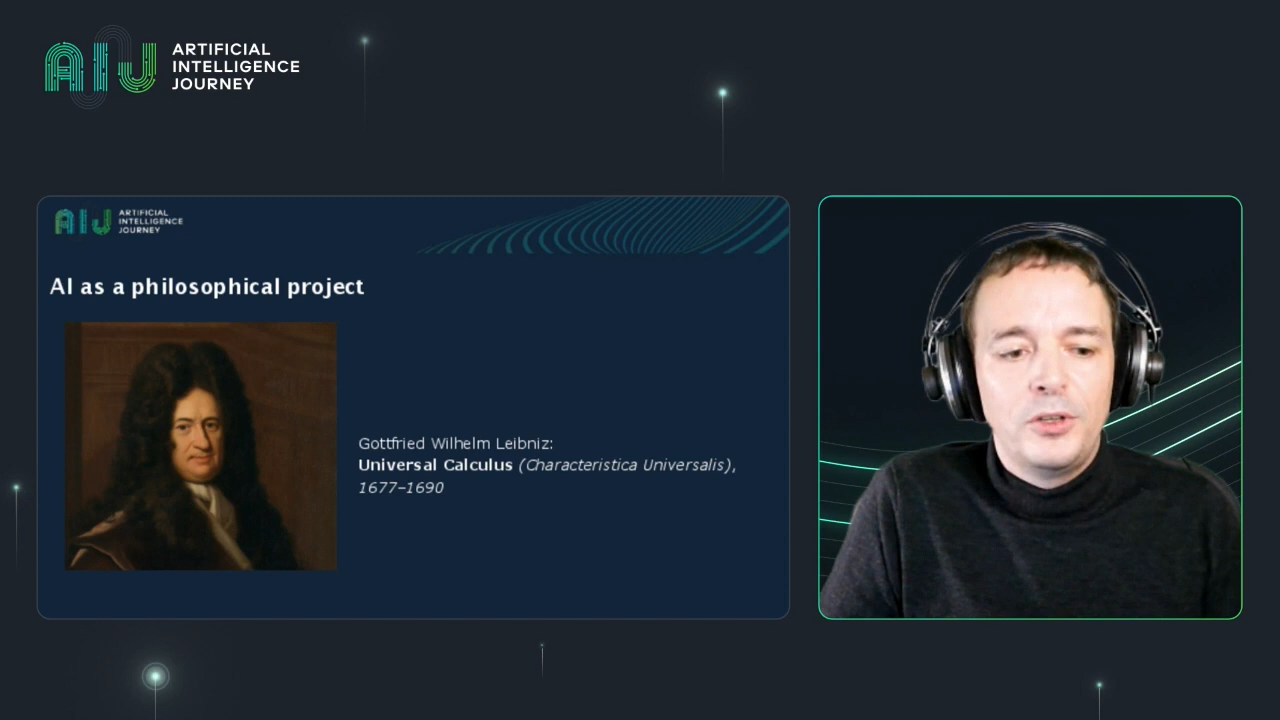 ARTIFICIAL
INTELLIGENCE
JOURNEY
AIJ
ARTIFICIAL
INTELLIGENCE
JOURNEY
AI as a philosophical project
Gottfried Wilhelm Leibniz:
Universal Calculus (Characteristica Universalis),
1677–1690